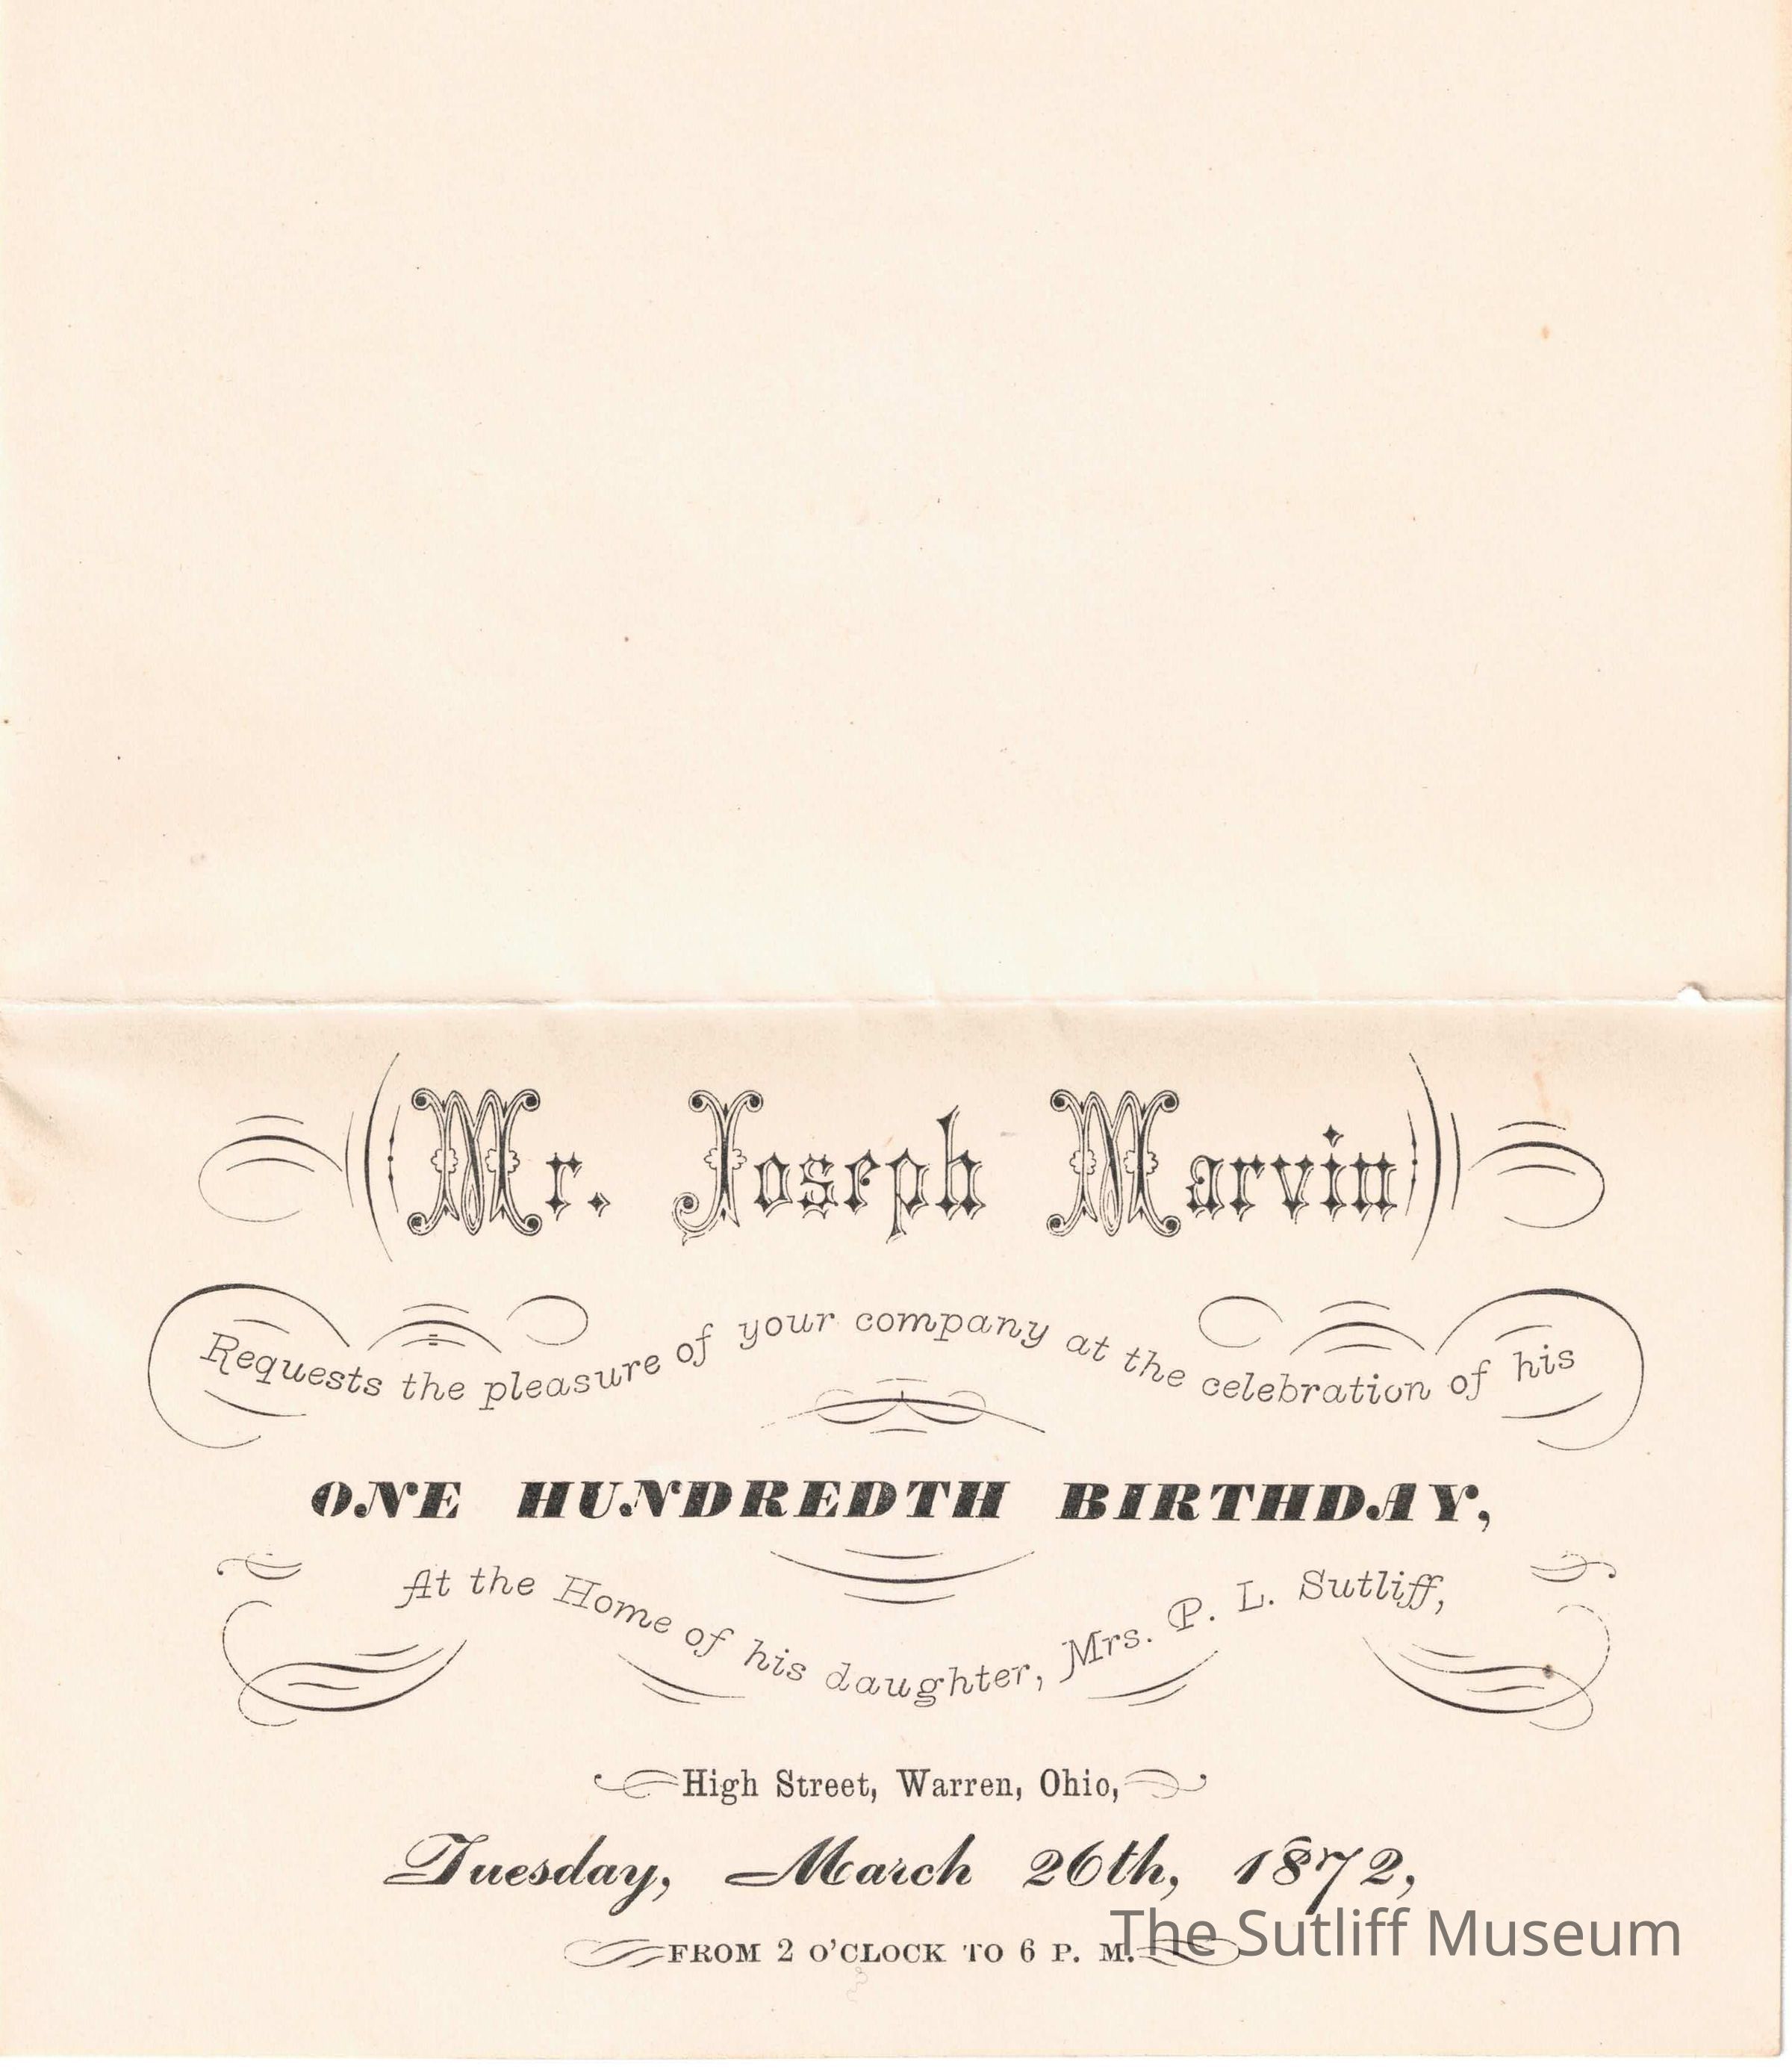 Mr. Joseph Marvin
Requests the pleasure of your company at the celebration of his
ONE HUNDREDTH BIRTHDAY,
At the Home of his daughter, Mrs. P. L. Sutliff,
High Street, Warren, Ohio,
Tuesday, March 26th, 1872,
FROM 2 O'CLOCK TO 6 P. M.
The Sutliff Museum